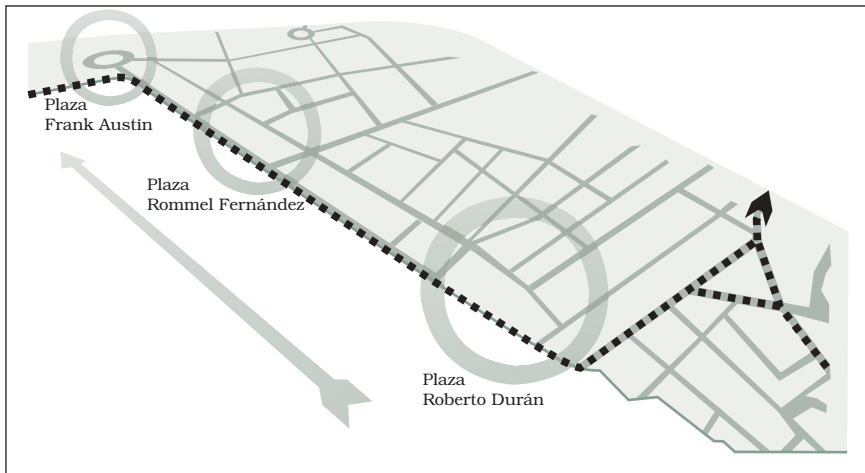 Plaza
Frank Austin
Plaza
Rommel Fernández
Plaza
Roberto Durán